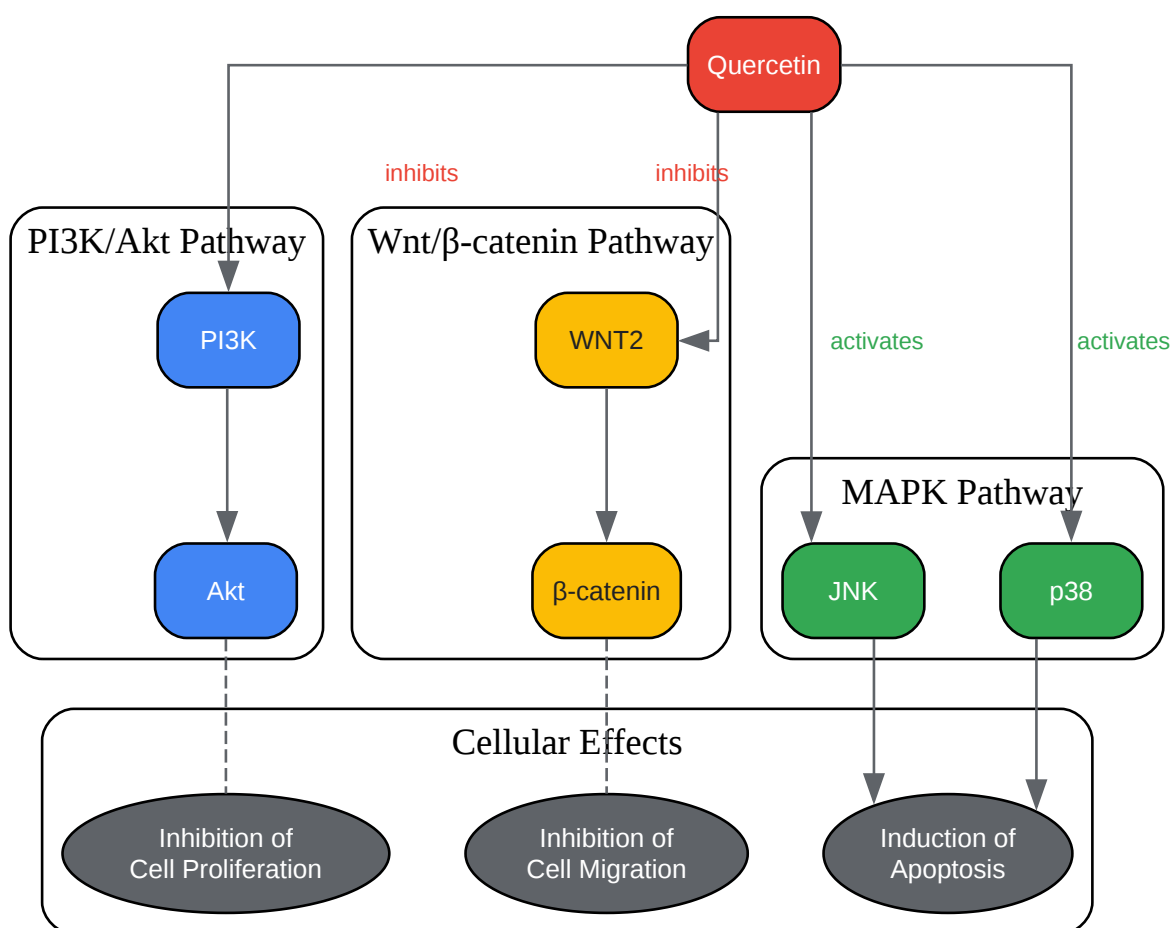 Quercetin
inhibits
inhibits
PI3K/Akt Pathway
Wnt/β-catenin Pathway
PI3K
WNT2
activates
activates
MAPK Pathway
Akt
β-catenin
JNK
p38
Cellular Effects
Inhibition of
Cell Proliferation
Inhibition of
Cell Migration
Induction of
Apoptosis